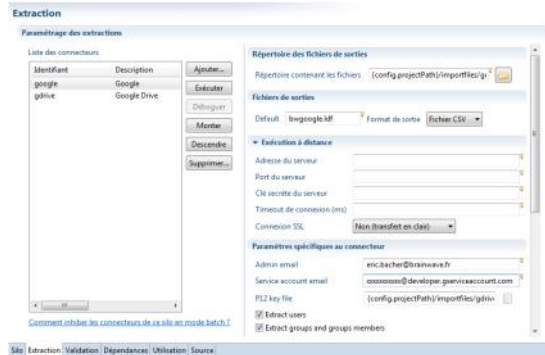 Extraction
Paramétrage des extractions
Liste des connecteurs
Identifiant Description
google Google
gdrive Google Drive
Ajouter...
Exécuter
Déboguer
Monter
Descendre
Supprimer...
Comment inhiber les connecteurs de ce silo en mode batch ?
Répertoire des fichiers de sorties
Répertoire contenant les fichiers {config.projectPath}/importfiles/
Fichiers de sorties
Default bwgoogle.ldf Format de sortie Fichier CSV
Exécution à distance
Adresse du serveur
Port du serveur
Clé secrète du serveur
Timeout de connexion (ms)
Connexion SSL Non (transfert en clair)
Paramètres spécifiques au connecteur
Admin email eric.bacher@brainwave.fr
Service account email @developer.gserviceaccount.com
P12 key file {config.projectPath}/importfiles/gdriv
Extract users
Extract groups and groups members
Silo Extraction Validation Dépendances Utilisation Source